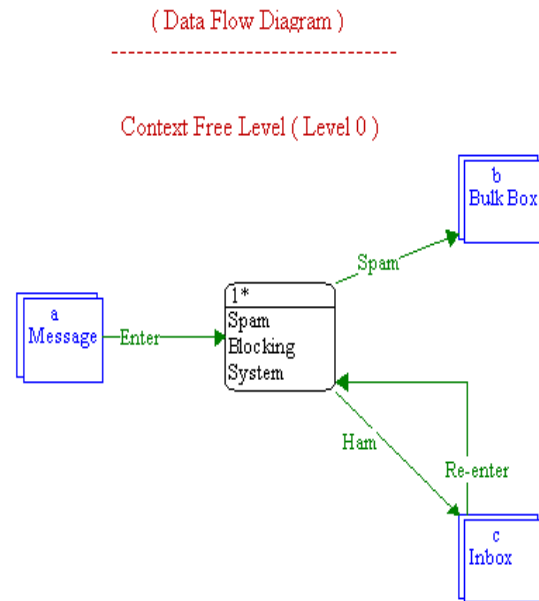 ( Data Flow Diagram )
--------------------------------
Context Free Level ( Level 0 )
b
Bulk Box
Spam
1*
Spam
Blocking
System
a
Message
Enter
Ham
Re-enter
c
Inbox